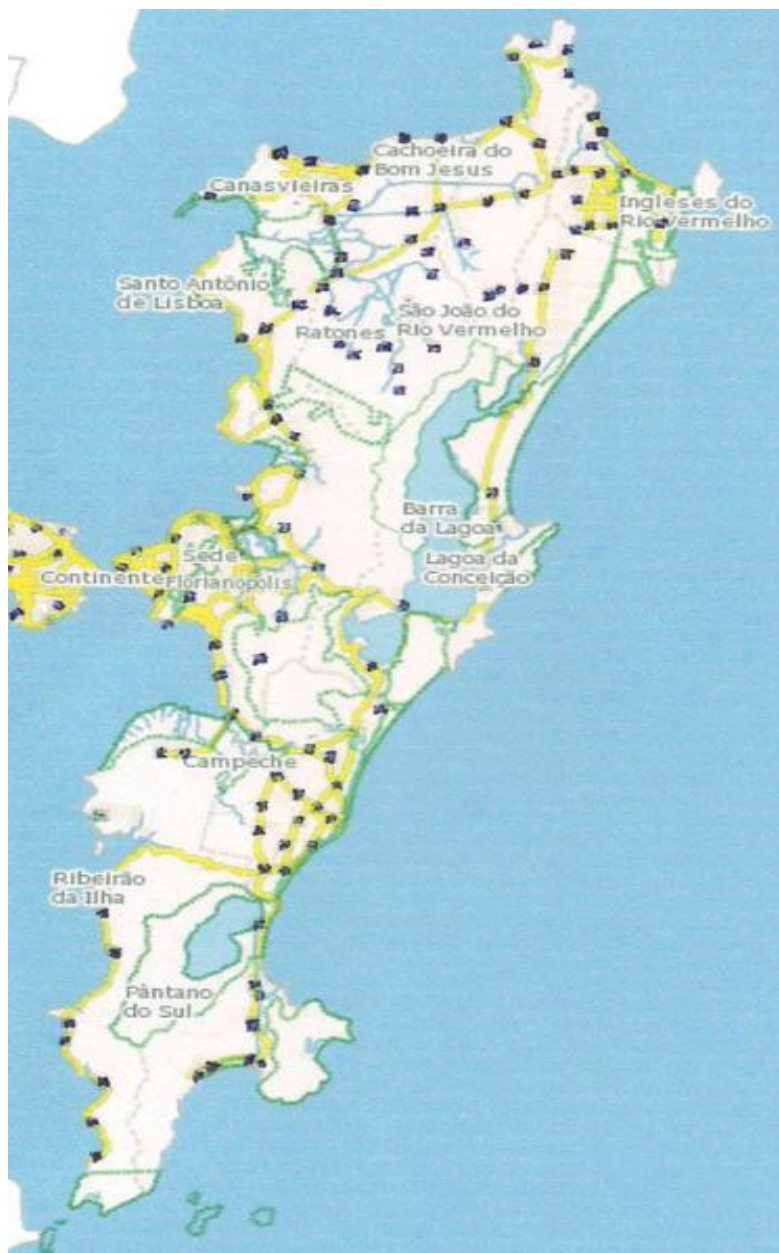 Cachoeira do
Bom Jesus
Canasvieiras
Ingleses do
Rio Vermelho
Santo Antônio
de Lisboa
São João do
Rio Vermelho
Ratones
Barra
da Lagoa
Sede
Lagoa da
Conceição
Continente
Florianópolis
Campeche
Ribeirão
da Ilha
Pântano
do Sul